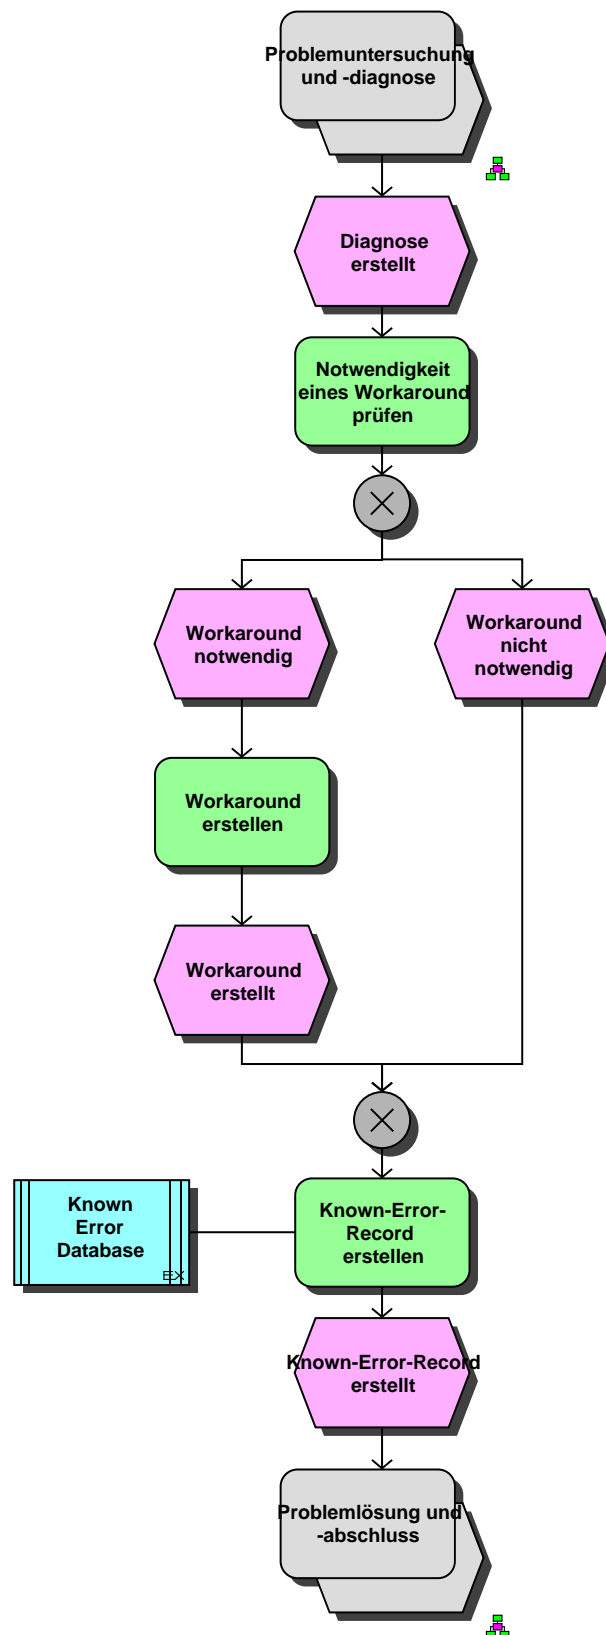 Problemuntersuchung
und -diagnose
Diagnose
erstellt
Notwendigkeit
eines Workaround
prüfen
Workaround
notwendig
Workaround
nicht
notwendig
Workaround
erstellen
Workaround
erstellt
Known
Error
Database
EX
Known-Error-
Record
erstellen
Known-Error-Record
erstellt
Problemlösung und
-abschluss